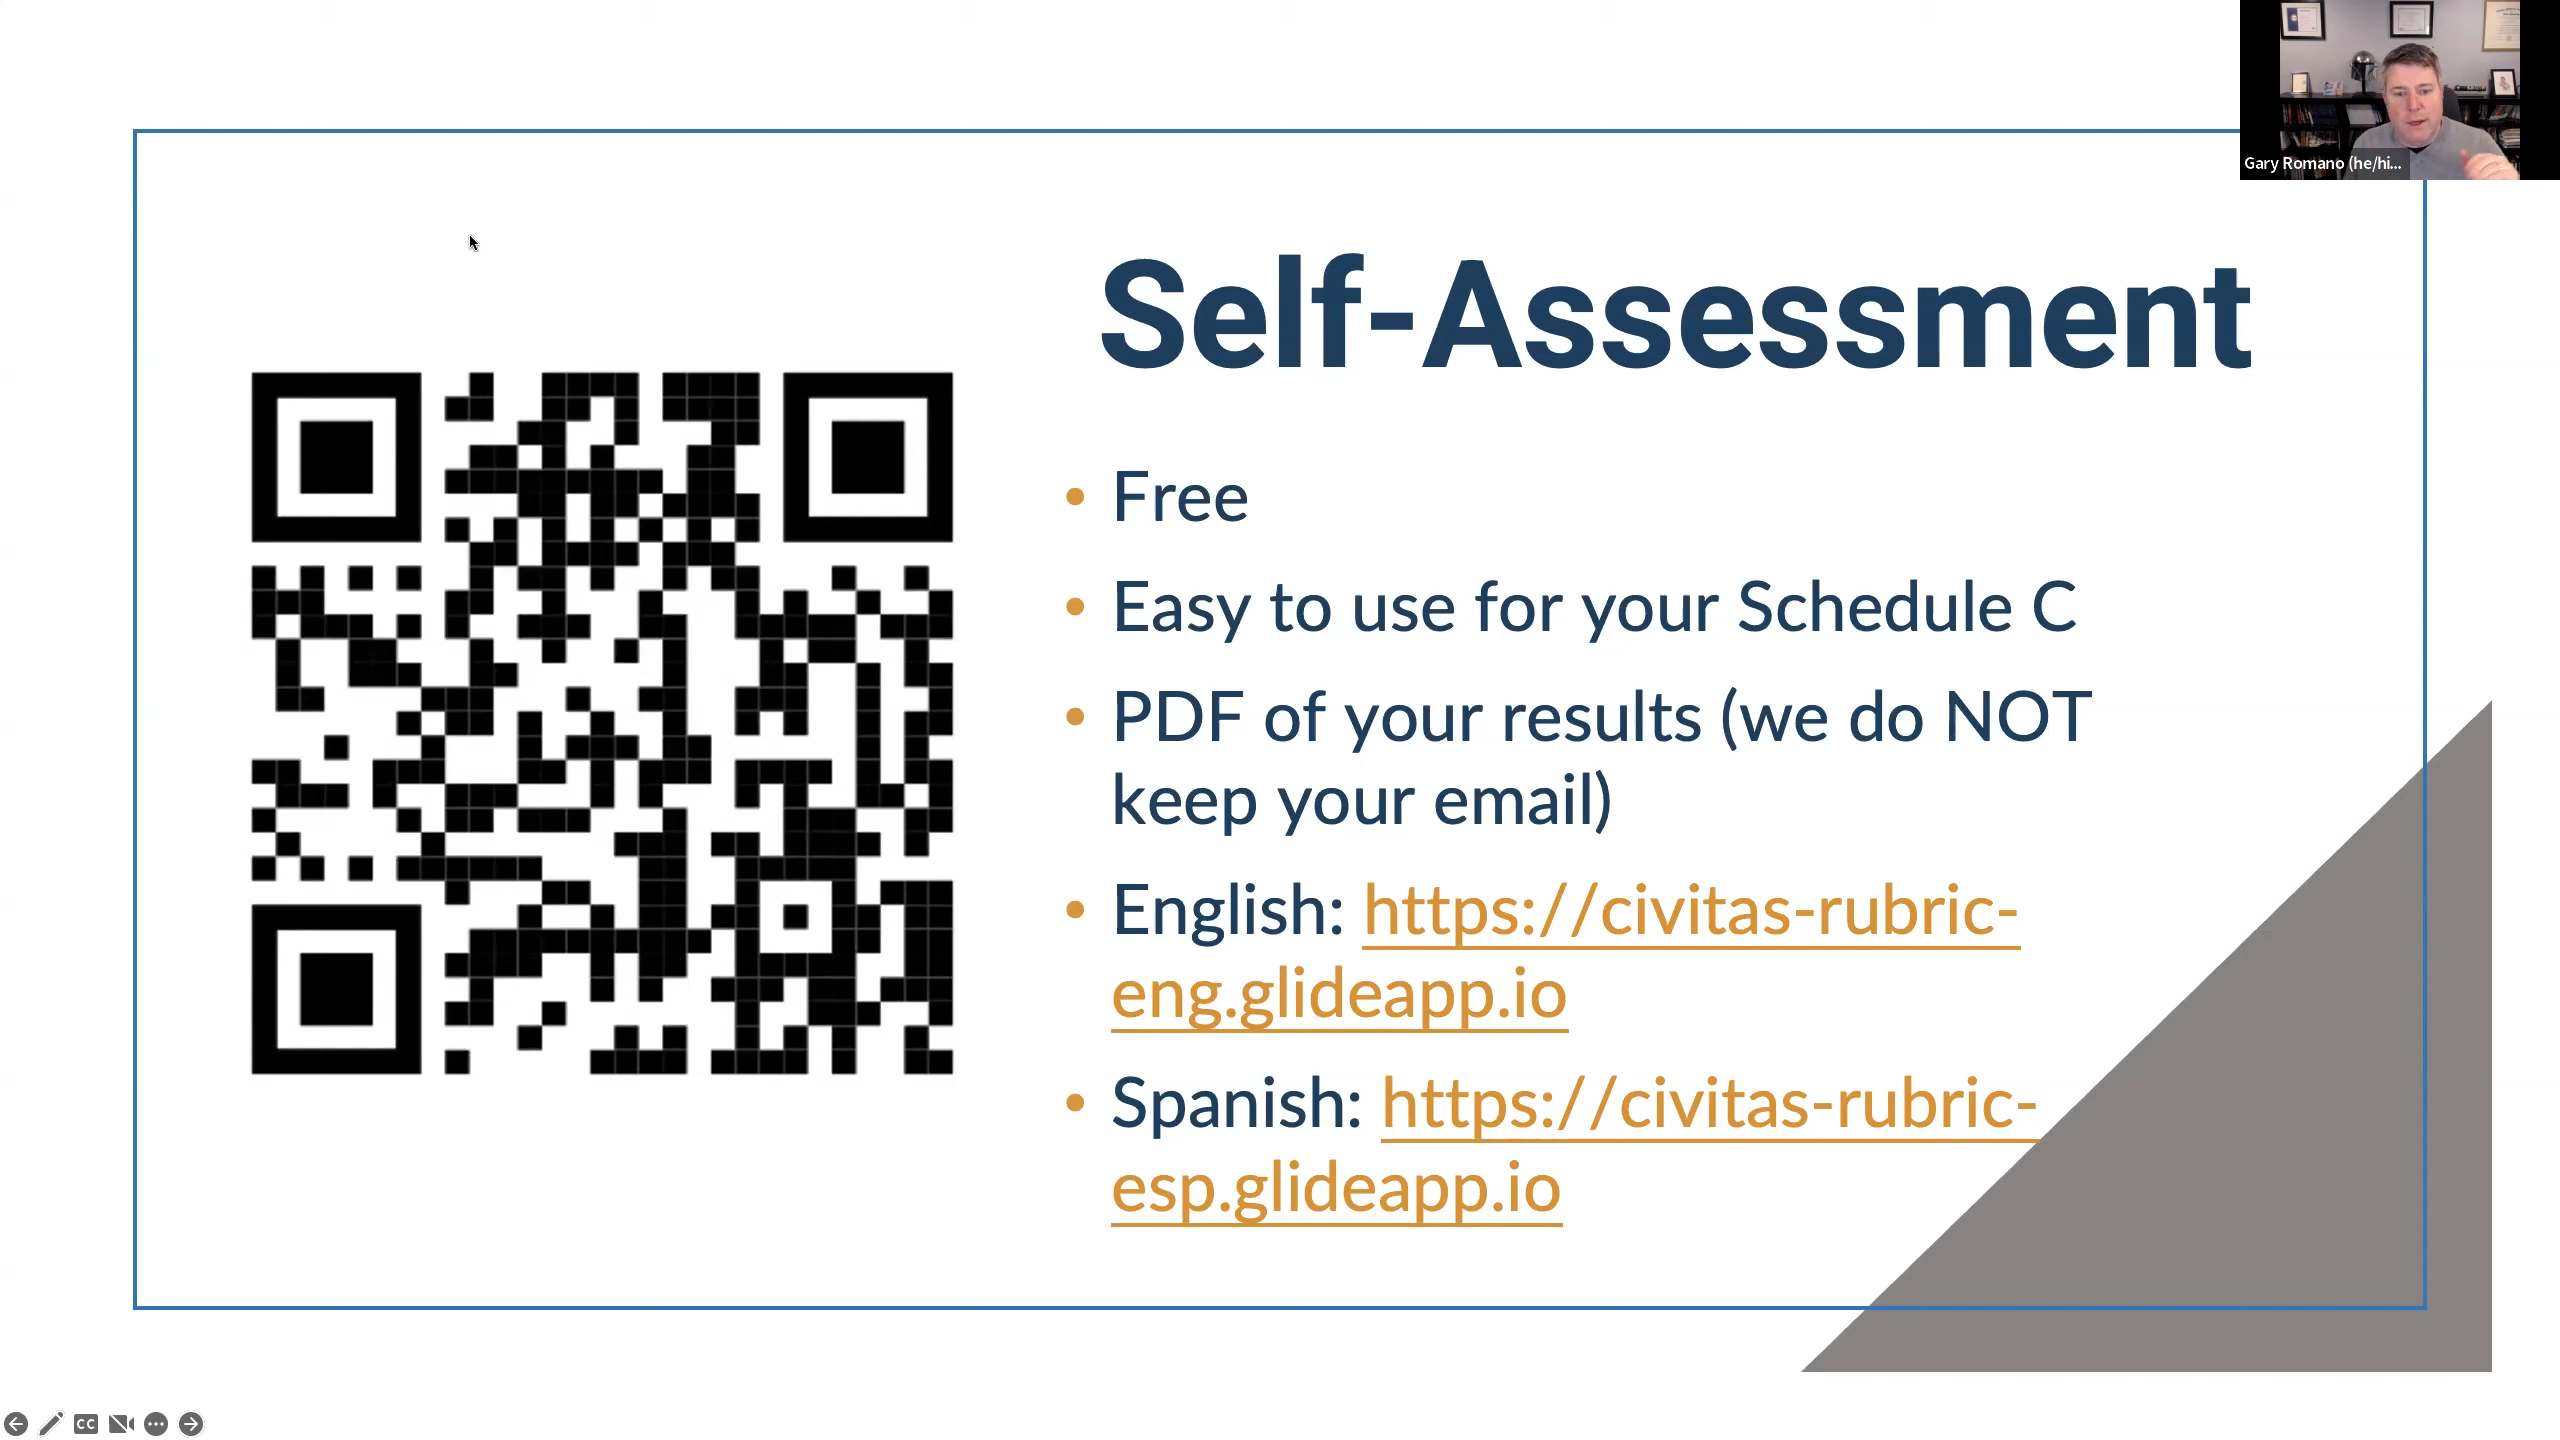 Gary Romano (he/hi...
Self-Assessment
• Free
• Easy to use for your Schedule C
• PDF of your results (we do NOT
keep your email)
• English: https://civitas-rubric-
eng.glideapp.io
• Spanish: https://civitas-rubric-
esp.glideapp.io
CC